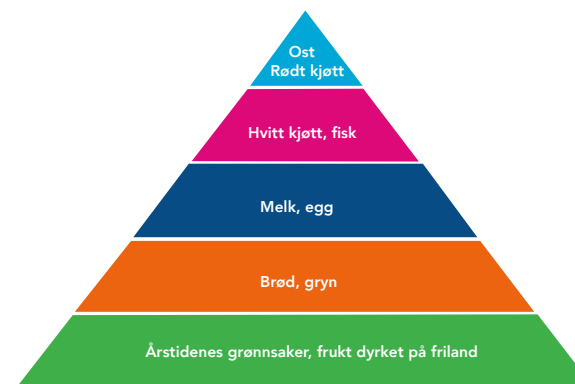 Ost
Rødt kjøtt
Hvitt kjøtt, fisk
Melk, egg
Brød, gryn
Årstidenes grønnsaker, frukt dyrket på friland